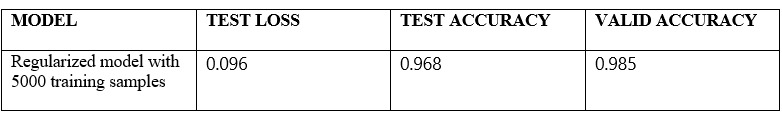 MODEL TEST LOSS TEST ACCURACY VALID ACCURACY
Regularized model with 0.096 0.968 0.985
5000 training samples